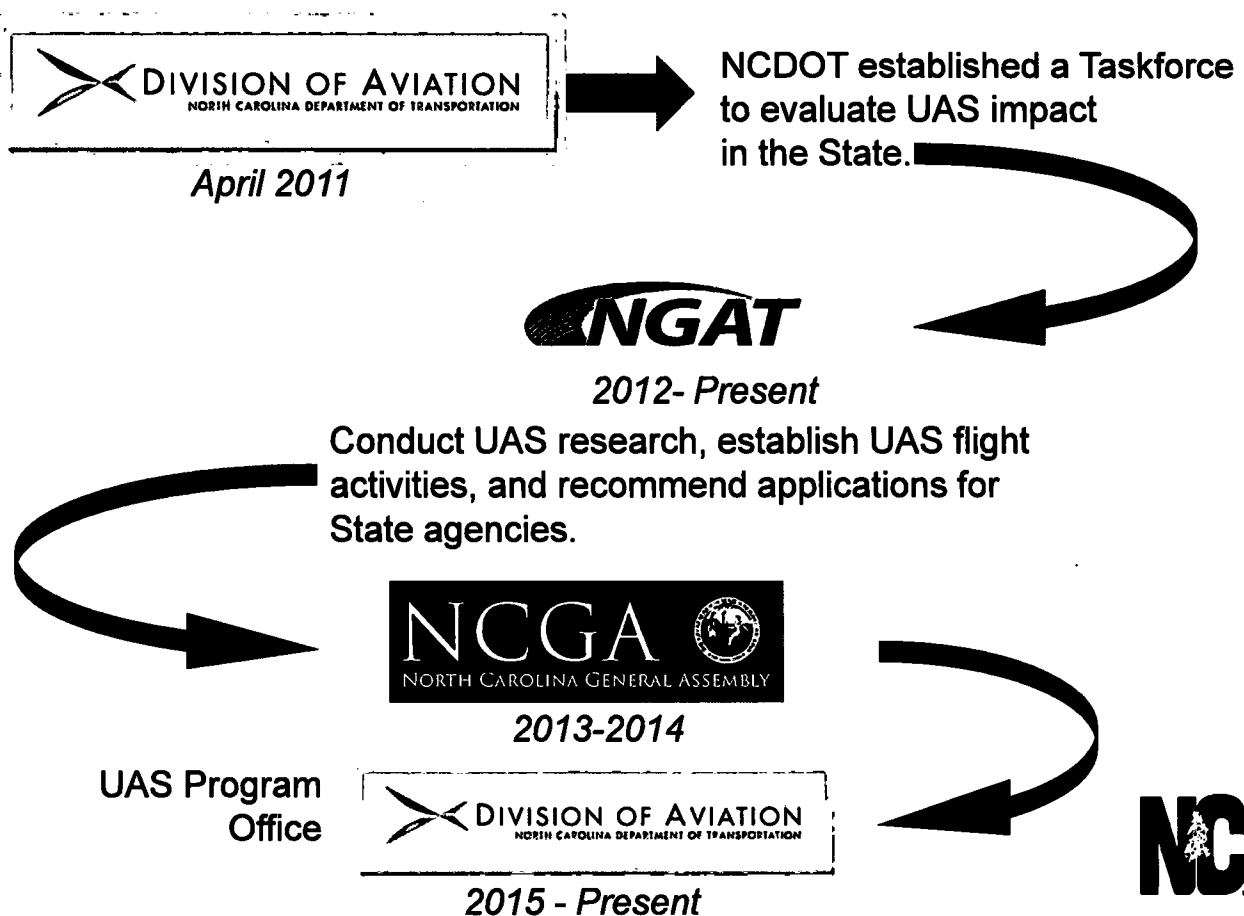 DIVISION OF AVIATION
NORTH CAROLINA DEPARTMENT OF TRANSPORTATION
April 2011
NCDOT established a Taskforce
to evaluate UAS impact
in the State.
NGAT
2012- Present
Conduct UAS research, establish UAS flight
activities, and recommend applications for
State agencies.
NCGA
NORTH CAROLINA GENERAL ASSEMBLY
2013-2014
UAS Program
Office
DIVISION OF AVIATION
NORTH CAROLINA DEPARTMENT OF TRANSPORTATION
2015 - Present
NC